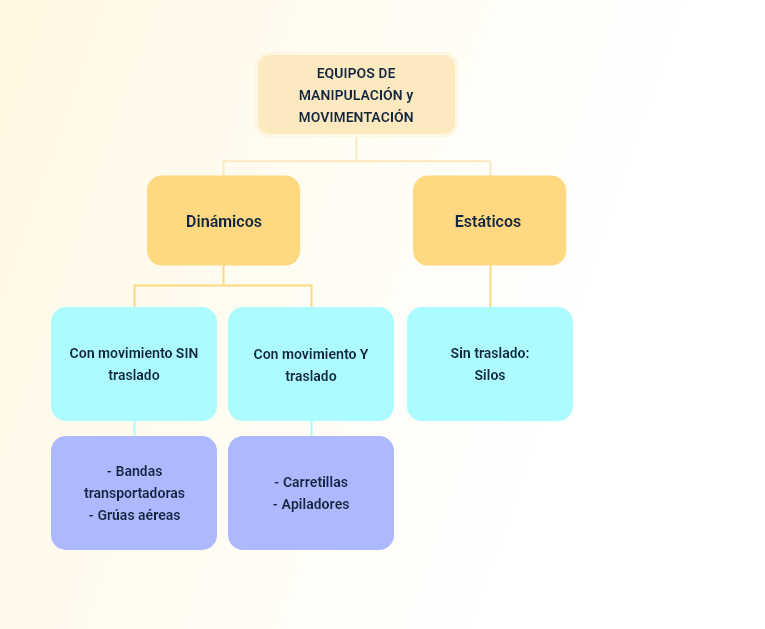 EQUIPOS DE
MANIPULACIÓN y
MOVIMENTACIÓN
Dinámicos
Estáticos
Con movimiento SIN
traslado
Con movimiento Y
traslado
Sin traslado:
Silos
- Bandas
transportadoras
- Grúas aéreas
- Carretillas
- Apiladores